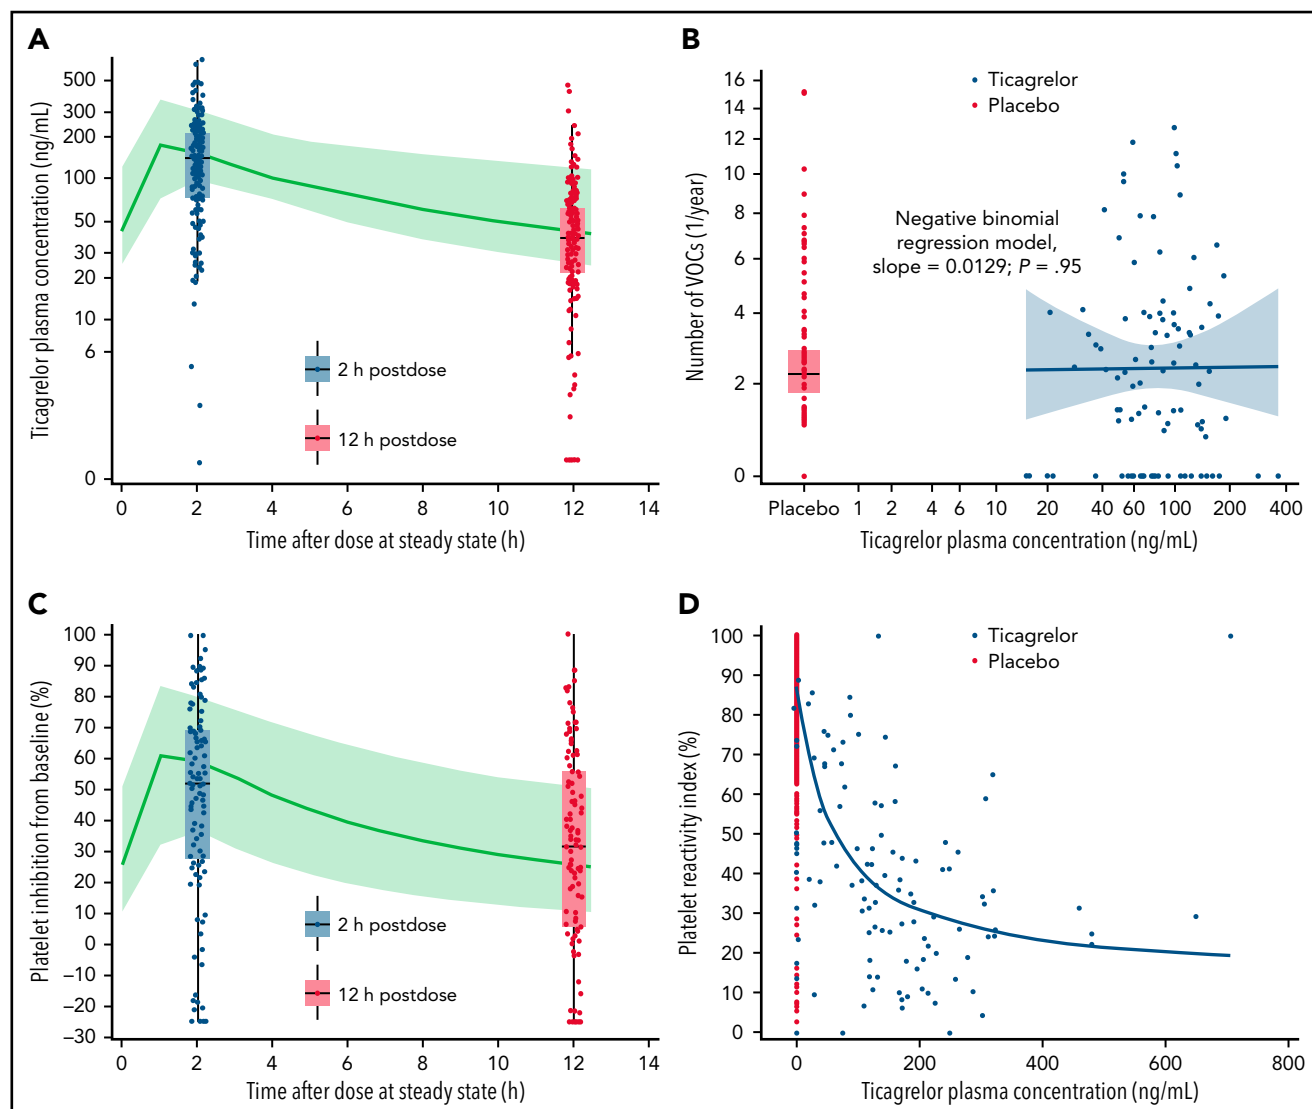 A
Ticagrelor plasma concentration (ng/mL)
500
300
200
100
50
30
20
10
6
0
2 h postdose
12 h postdose
0 2 4 6 8 10 12 14
Time after dose at steady state (h)
B
Number of VOCs (1/year)
16
14
12
10
8
6
4
2
0
Ticagrelor
Placebo
Negative binomial
regression model,
slope = 0.0129; P = .95
Placebo 1 2 4 6 10 20 40 60 100 200 400
Ticagrelor plasma concentration (ng/mL)
C
Platelet inhibition from baseline (%)
100
90
80
70
60
50
40
30
20
10
0
–10
–20
–30
2 h postdose
12 h postdose
0 2 4 6 8 10 12 14
Time after dose at steady state (h)
D
Platelet reactivity index (%)
100
90
80
70
60
50
40
30
20
10
0
Ticagrelor
Placebo
0 200 400 600 800
Ticagrelor plasma concentration (ng/mL)